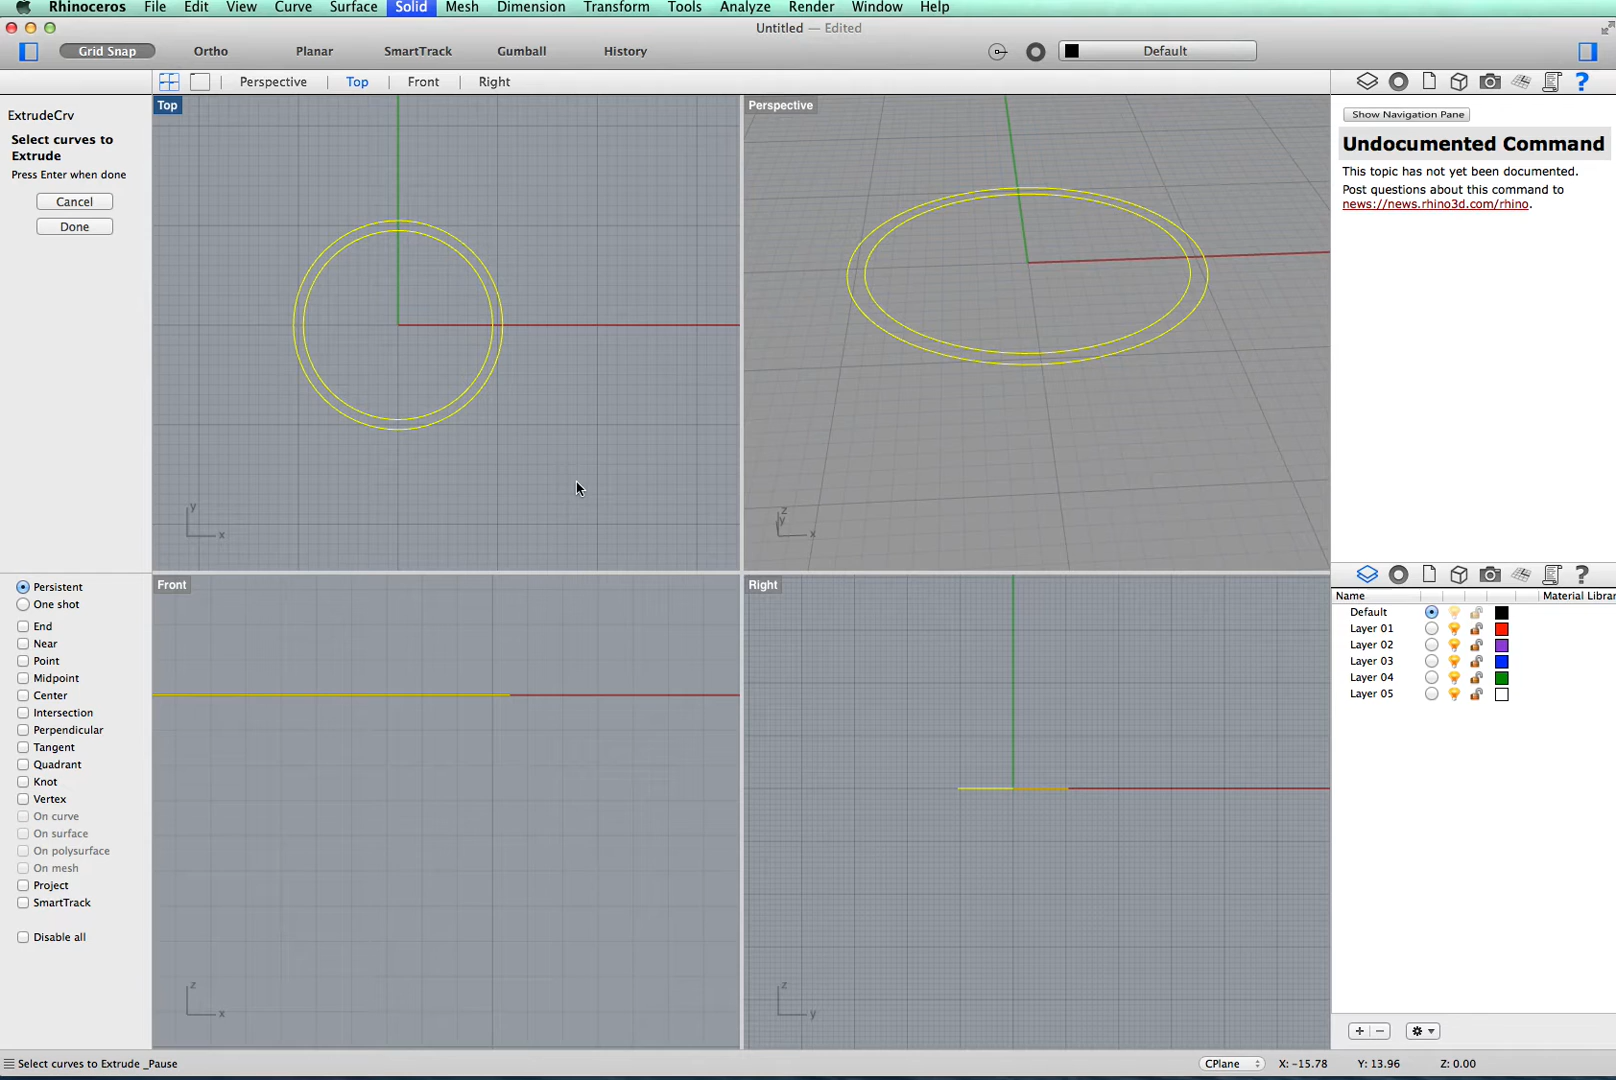 Rhinoceros File Edit View Curve Surface Solid Mesh Dimension Transform Tools Analyze Render Window Help
Untitled — Edited
Grid Snap Ortho Planar SmartTrack Gumball History Default
Perspective Top Front Right
ExtrudeCrv
Select curves to
Extrude
Press Enter when done
Cancel
Done
Top
y
x
Perspective
z
y
x
Show Navigation Pane
Undocumented Command
This topic has not yet been documented.
Post questions about this command to
news://news.rhino3d.com/rhino.
Persistent
One shot
End
Near
Point
Midpoint
Center
Intersection
Perpendicular
Tangent
Quadrant
Knot
Vertex
On curve
On surface
On polysurface
On mesh
Project
SmartTrack
Disable all
Front
z
x
Right
z
y
Name Material Librar
Default
Layer 01
Layer 02
Layer 03
Layer 04
Layer 05
Select curves to Extrude _Pause
CPlane X: -15.78 Y: 13.96 Z: 0.00